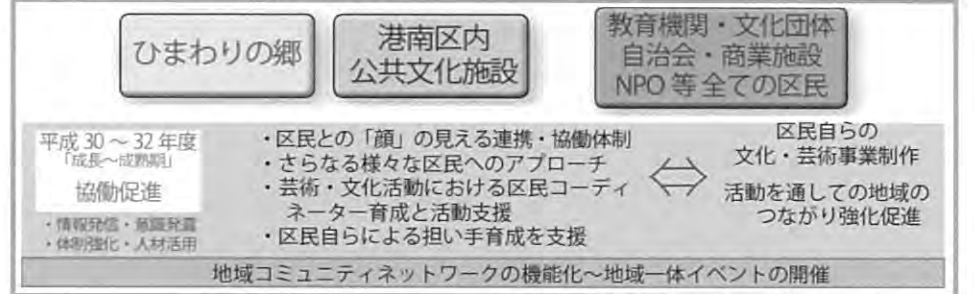 ひまわりの郷
港南区内
公共文化施設
教育機関・文化団体
自治会・商業施設
NPO 等 全ての区民
平成 30 ～ 32 年度
「成長～成熟期」
協働促進
・情報発信・意識発露
・体制強化・人材活用
・区民との「顔」の見える連携・協働体制
・さらなる様々な区民へのアプローチ
・芸術・文化活動における区民コーディ
ネーター育成と活動支援
・区民自らによる担い手育成を支援
区民自らの
文化・芸術事業制作
活動を通しての地域の
つながり強化促進
地域コミュニティネットワークの機能化～地域一体イベントの開催